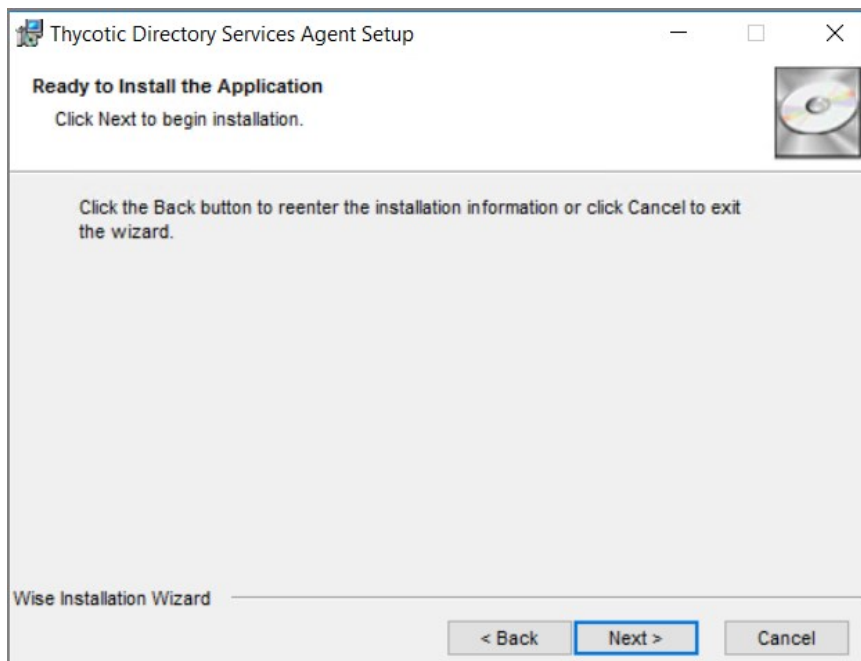 Thycotic Directory Services Agent Setup
Ready to Install the Application
Click Next to begin installation.
Click the Back button to reenter the installation information or click Cancel to exit
the wizard.
Wise Installation Wizard
< Back
Next >
Cancel